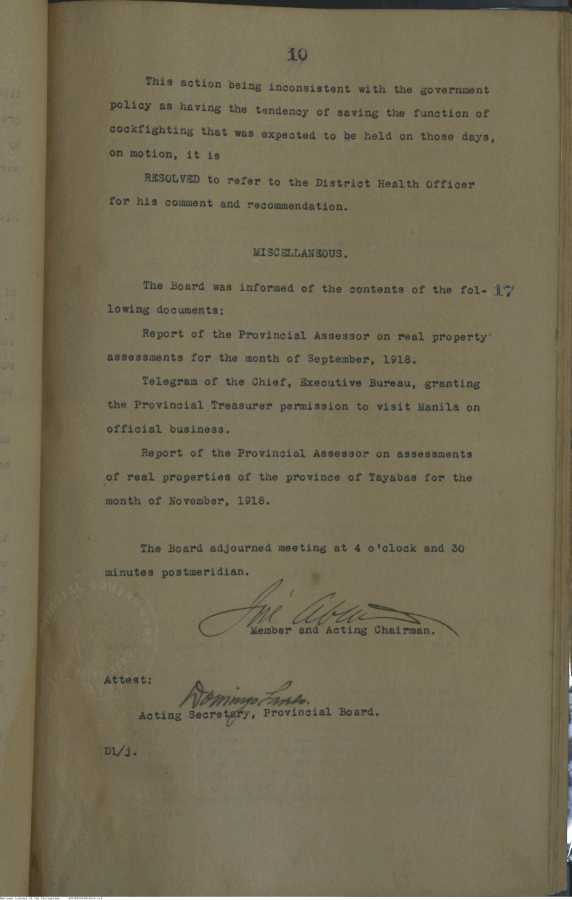 10
This action being inconsistent with the government
policy as having the tendency of saving the function of
cockfighting that was expected to be held on those days,
on motion, it is
RESOLVED to refer to the District Health Officer
for his comment and recommendation.
MISCELLANEOUS.
The Board was informed of the contents of the fol- 17
lowing documents:
Report of the Provincial Assessor on real property
assessments for the month of September, 1918.
Telegram of the Chief, Executive Bureau, granting
the Provincial Treasurer permission to visit Manila on
official business.
Report of the Provincial Assessor on assessments
of real properties of the province of Tayabas for the
month of November, 1918.
The Board adjourned meeting at 4 o'clock and 30
minutes postmeridian.
José
Member and Acting Chairman.
Attest:
Domingo
Acting Secretary, Provincial Board.
Dl/j.
National Library of the Philippines